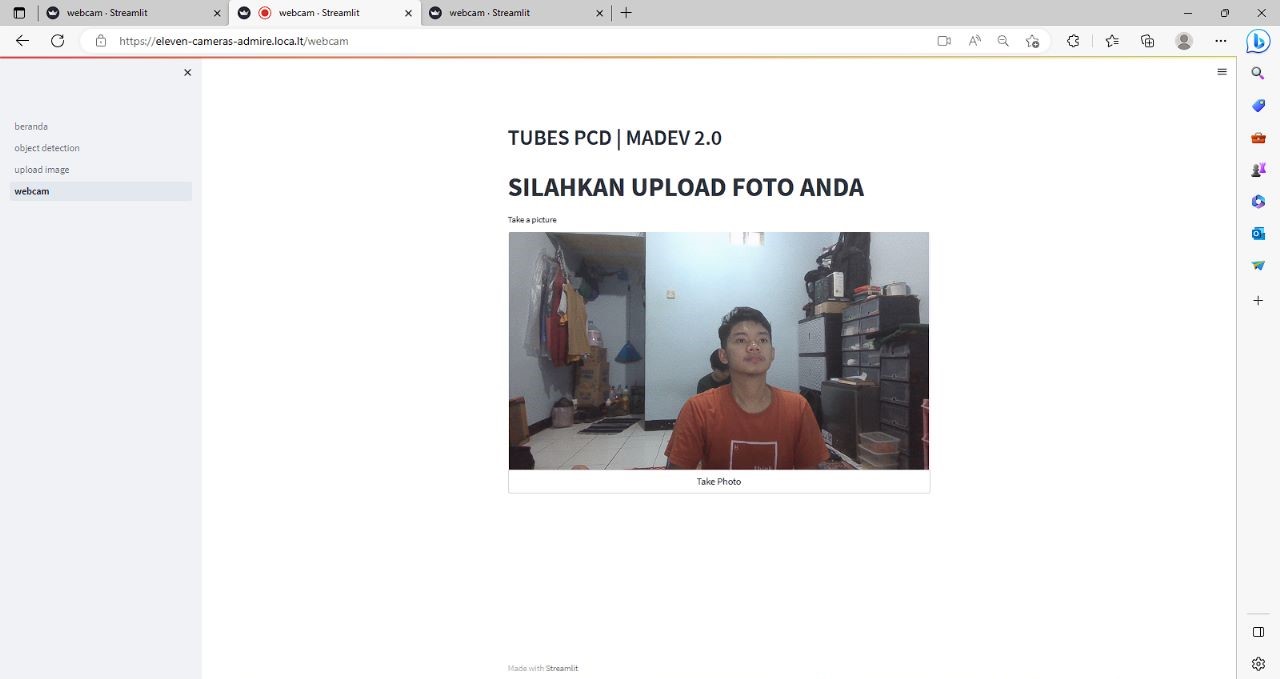 webcam · Streamlit
webcam · Streamlit
webcam · Streamlit
https://eleven-cameras-admire.loca.lt/webcam
beranda
object detection
upload image
webcam
TUBES PCD | MADEV 2.0
SILAHKAN UPLOAD FOTO ANDA
Take a picture
think
Take Photo
Made with Streamlit